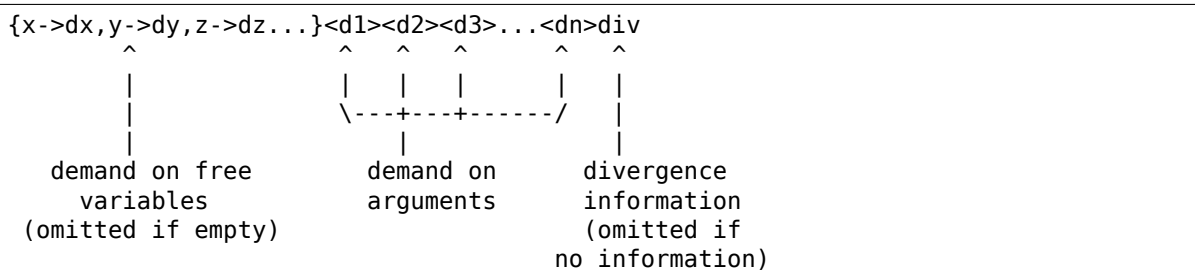 {x->dx,y->dy,z->dz...}<d1><d2><d3>...<dn>div
        ^              ^   ^   ^      ^   ^
        |              |   |   |      |   |
        |              \---+---+------/   |
        |                  |              |
   demand on free        demand on      divergence
     variables           arguments      information
 (omitted if empty)                     (omitted if
                                      no information)